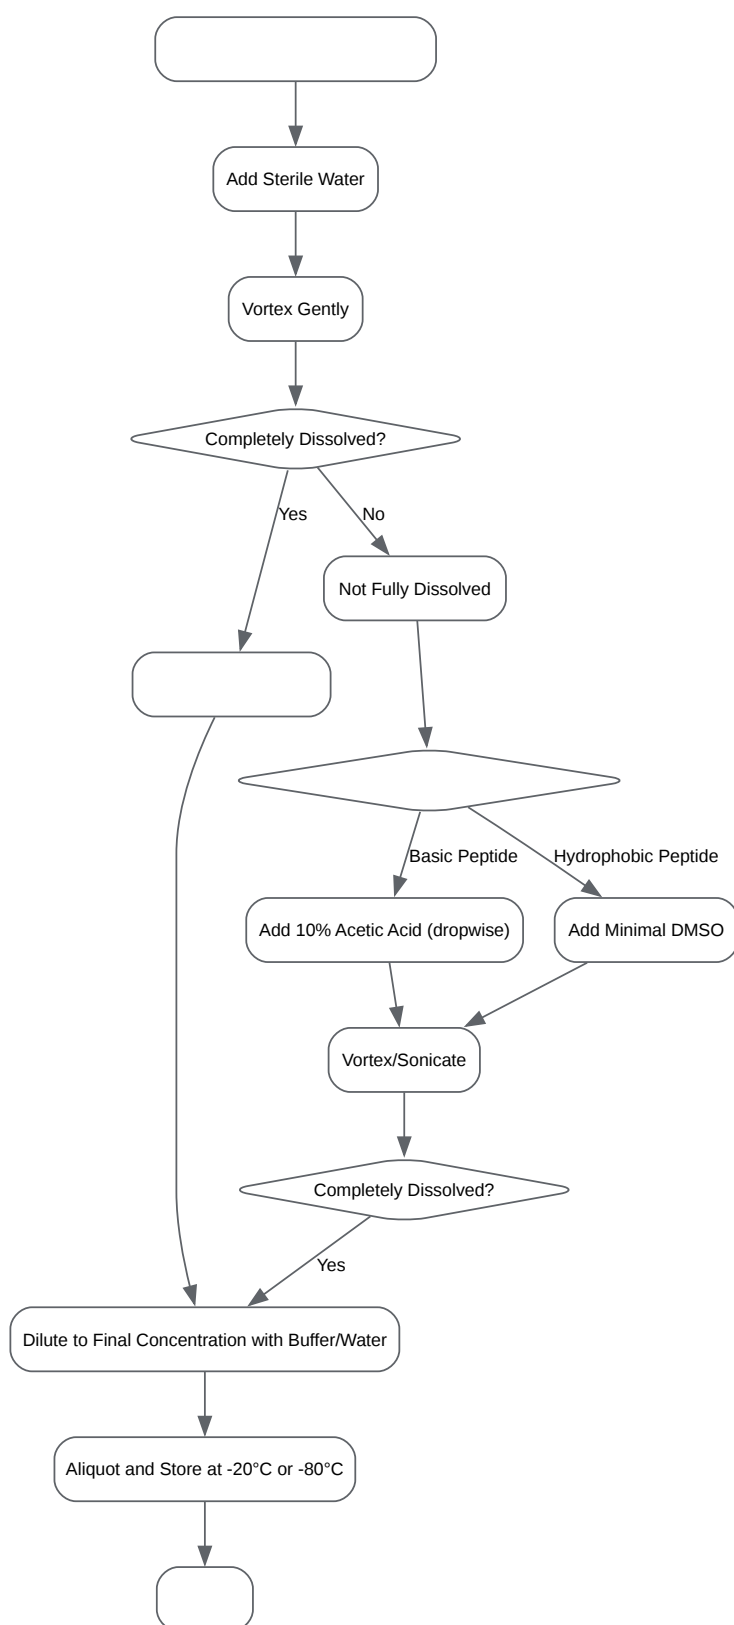 Add Sterile Water
Vortex Gently
Completely Dissolved?
Yes
No
Not Fully Dissolved
Basic Peptide
Hydrophobic Peptide
Add 10% Acetic Acid (dropwise)
Add Minimal DMSO
Vortex/Sonicate
Completely Dissolved?
Yes
Dilute to Final Concentration with Buffer/Water
Aliquot and Store at -20°C or -80°C